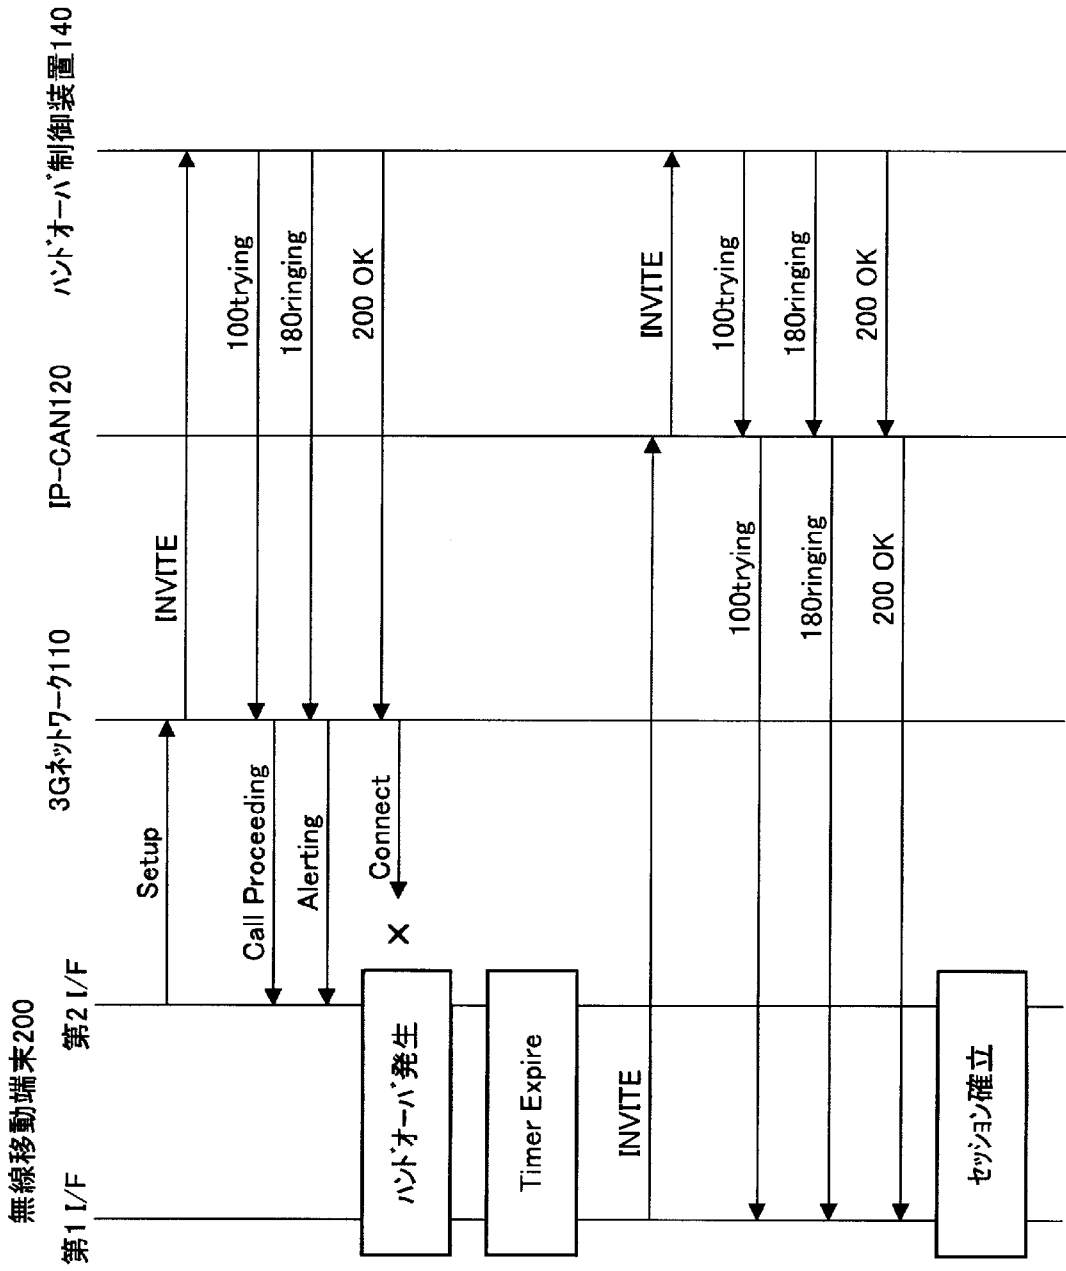 無線移動端末200
第1 I/F
第2 I/F
3Gネットワーク110
IP-CAN120
ハンドオーバ制御装置140
Setup
INVITE
100trying
Call Proceeding
180ringing
Alerting
200 OK
Connect
×
ハンドオーバ発生
Timer Expire
INVITE
INVITE
100trying
100trying
180ringing
180ringing
200 OK
200 OK
セッション確立